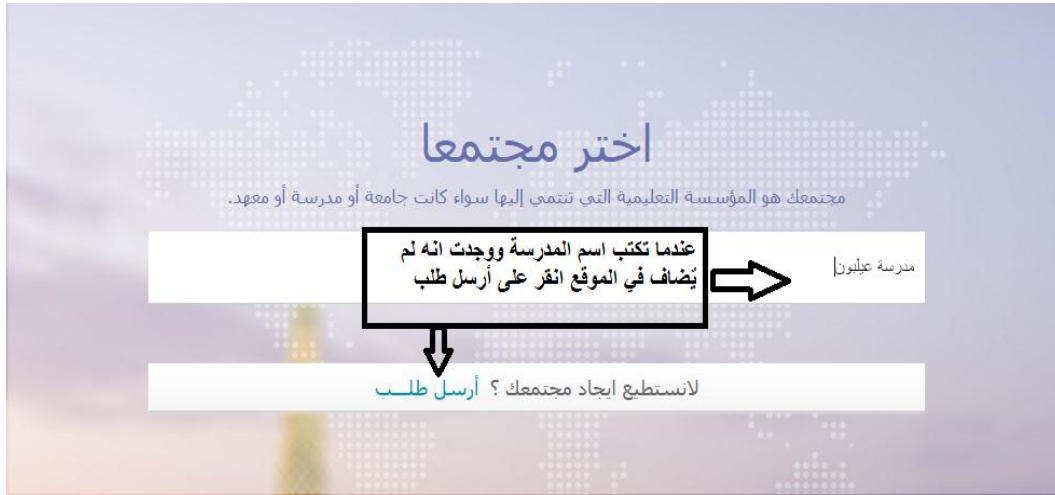 اختر مجتمعا
مجتمعك هو المؤسسة التعليمية التي تنتمي إليها سواء كانت جامعة أو مدرسة أو معهد.
مدرسة عيلبون
عندما تكتب اسم المدرسة ووجدت انه لم
يُضاف في الموقع انقر على أرسل طلب
لانستطيع ايجاد مجتمعك ؟ أرسل طلــب